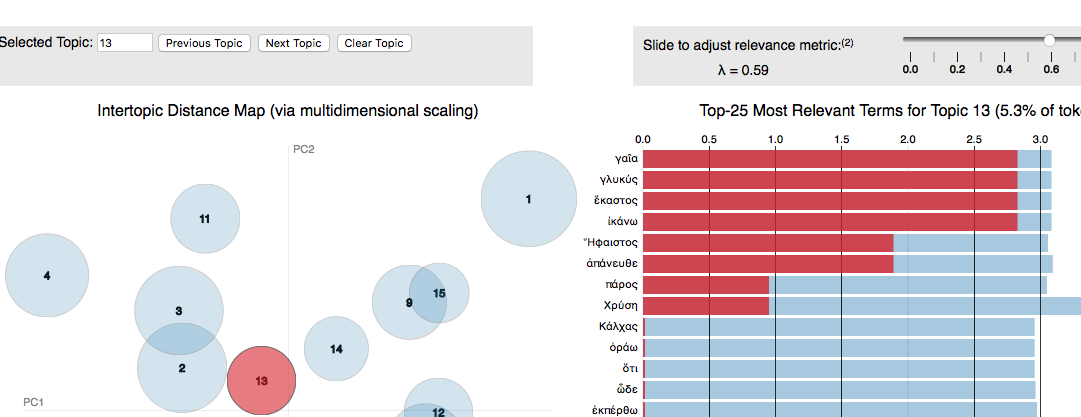 Selected Topic: 13 Previous Topic Next Topic Clear Topic
Slide to adjust relevance metric:(2)
λ = 0.59
0.0 0.2 0.4 0.6
Intertopic Distance Map (via multidimensional scaling)
PC2
1
11
4
3
15
9
14
2
13
PC1
12
Top-25 Most Relevant Terms for Topic 13 (5.3% of tok
0.0 0.5 1.0 1.5 2.0 2.5 3.0
γαῖα
γλυκύς
ἕκαστος
ἱκάνω
Ἥφαιστος
ἀπάνευθε
πάρος
Χρύση
Κάλχας
ὁράω
ὅτι
ὧδε
ἐκπέρθω